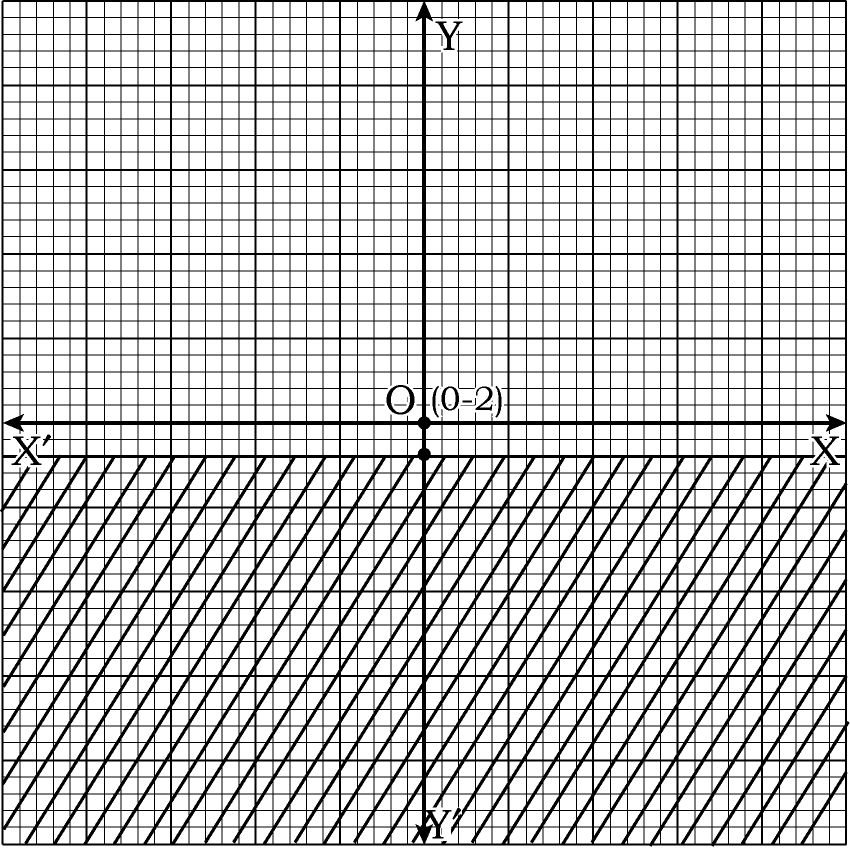 Y
O (0-2)
X′ X
Y′